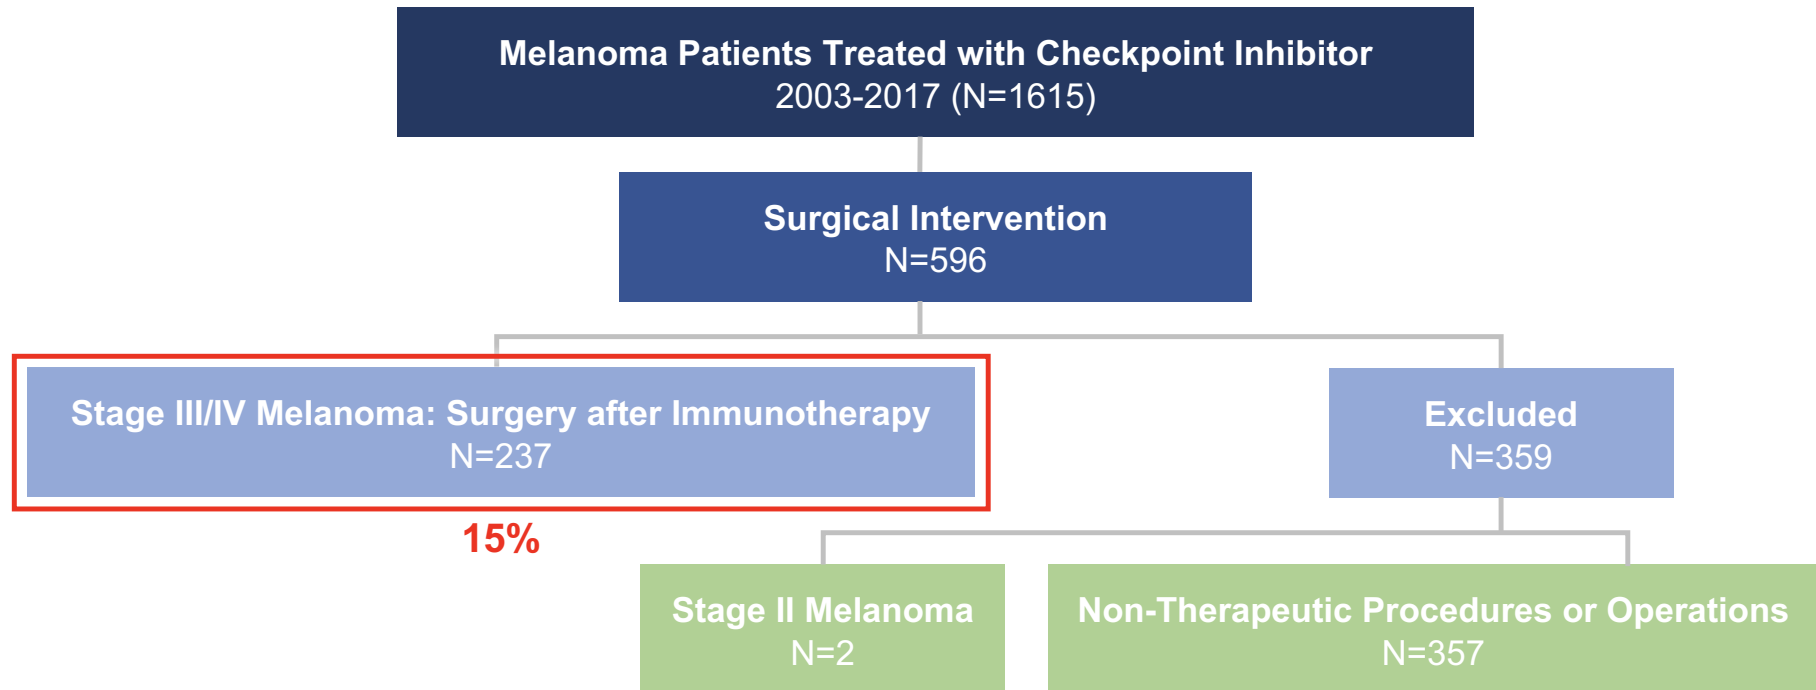 Melanoma Patients Treated with Checkpoint Inhibitor
2003-2017 (N=1615)
Surgical Intervention
N=596
Stage III/IV Melanoma: Surgery after Immunotherapy
N=237
15%
Excluded
N=359
Stage II Melanoma
N=2
Non-Therapeutic Procedures or Operations
N=357